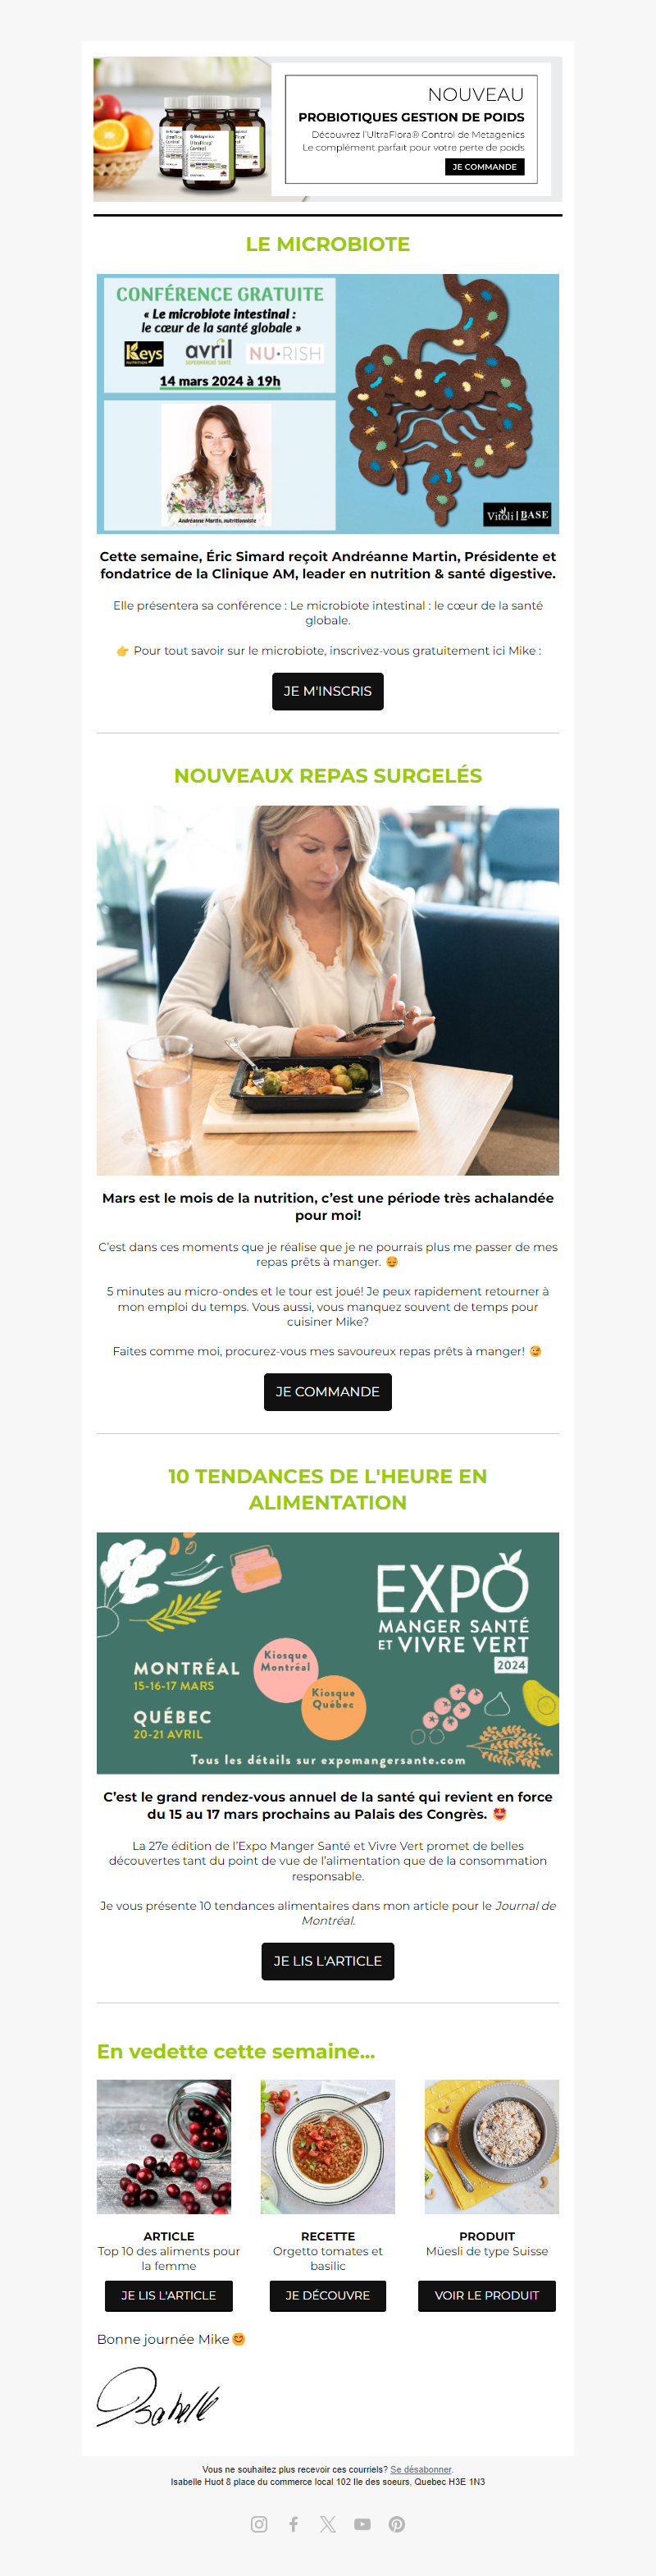 NOUVEAU
PROBIOTIQUES GESTION DE POIDS
Découvrez l'UltraFlora® Control de Metagenics
Le complément parfait pour votre perte de poids
JE COMMANDE
Metagenics
UltraFlora
Control
LE MICROBIOTE
CONFÉRENCE GRATUITE
« Le microbiote intestinal :
le cœur de la santé globale »
Keys
avril
SUPERMARCHÉ SANTÉ
NU·RISH
14 mars 2024 à 19h
Andréanne Martin, nutritionniste
Vitoli | BASE
Cette semaine, Éric Simard reçoit Andréanne Martin, Présidente et
fondatrice de la Clinique AM, leader en nutrition & santé digestive.
Elle présentera sa conférence : Le microbiote intestinal : le cœur de la santé
globale.
👉 Pour tout savoir sur le microbiote, inscrivez-vous gratuitement ici Mike :
JE M'INSCRIS
NOUVEAUX REPAS SURGELÉS
Mars est le mois de la nutrition, c'est une période très achalandée
pour moi!
C'est dans ces moments que je réalise que je ne pourrais plus me passer de mes
repas prêts à manger. 😌
5 minutes au micro-ondes et le tour est joué! Je peux rapidement retourner à
mon emploi du temps. Vous aussi, vous manquez souvent de temps pour
cuisiner Mike?
Faites comme moi, procurez-vous mes savoureux repas prêts à manger! 😉
JE COMMANDE
10 TENDANCES DE L'HEURE EN
ALIMENTATION
EXPO
MANGER SANTÉ
ET VIVRE VERT
2024
MONTRÉAL
15-16-17 MARS
Kiosque
Montréal
QUÉBEC
20-21 AVRIL
Kiosque
Québec
Tous les détails sur expomangersante.com
C'est le grand rendez-vous annuel de la santé qui revient en force
du 15 au 17 mars prochains au Palais des Congrès. 🤩
La 27e édition de l'Expo Manger Santé et Vivre Vert promet de belles
découvertes tant du point de vue de l'alimentation que de la consommation
responsable.
Je vous présente 10 tendances alimentaires dans mon article pour le Journal de
Montréal.
JE LIS L'ARTICLE
En vedette cette semaine...
ARTICLE
Top 10 des aliments pour
la femme
JE LIS L'ARTICLE
RECETTE
Orgetto tomates et
basilic
JE DÉCOUVRE
PRODUIT
Müesli de type Suisse
VOIR LE PRODUIT
Bonne journée Mike😊
Isabelle
Vous ne souhaitez plus recevoir ces courriels? Se désabonner.
Isabelle Huot 8 place du commerce local 102 Ile des soeurs, Quebec H3E 1N3